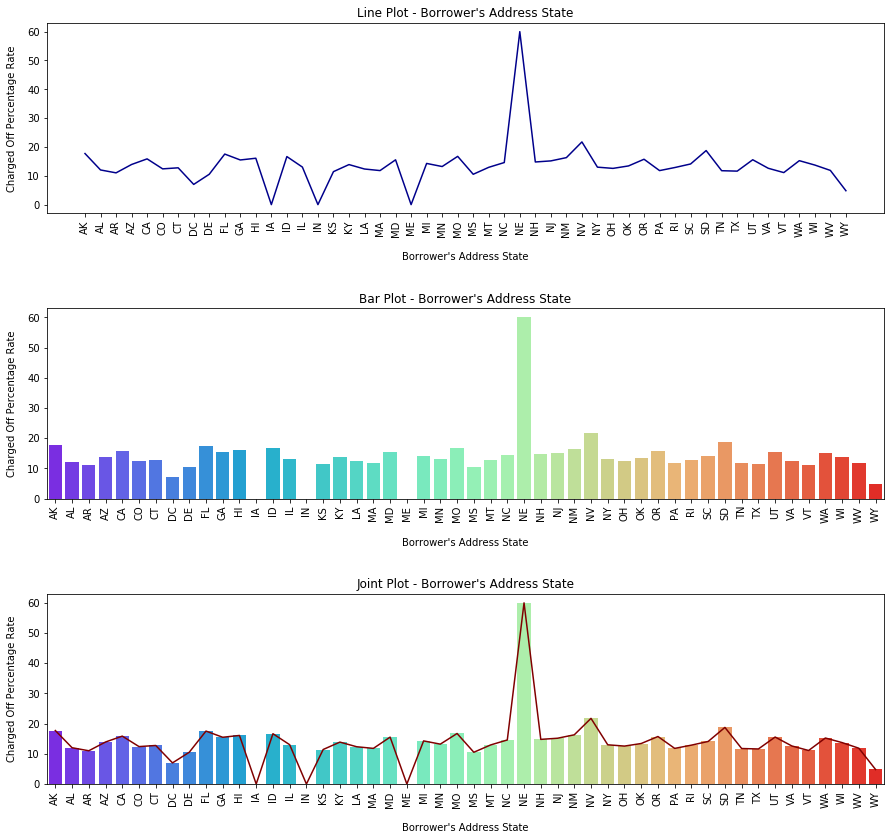 Line Plot - Borrower's Address State
Charged Off Percentage Rate
60
50
40
30
20
10
0
AK AL AR AZ CA CO CT DC DE FL GA HI IA ID IL IN KS KY LA MA MD ME MI MN MO MS MT NC NE NH NJ NM NV NY OH OK OR PA RI SC SD TN TX UT VA VT WA WI WV WY
Borrower's Address State
Bar Plot - Borrower's Address State
Charged Off Percentage Rate
60
50
40
30
20
10
0
AK AL AR AZ CA CO CT DC DE FL GA HI IA ID IL IN KS KY LA MA MD ME MI MN MO MS MT NC NE NH NJ NM NV NY OH OK OR PA RI SC SD TN TX UT VA VT WA WI WV WY
Borrower's Address State
Joint Plot - Borrower's Address State
Charged Off Percentage Rate
60
50
40
30
20
10
0
AK AL AR AZ CA CO CT DC DE FL GA HI IA ID IL IN KS KY LA MA MD ME MI MN MO MS MT NC NE NH NJ NM NV NY OH OK OR PA RI SC SD TN TX UT VA VT WA WI WV WY
Borrower's Address State